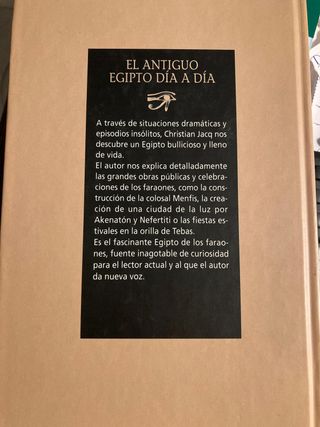 EL ANTIGUO
EGIPTO DÍA A DÍA
A través de situaciones dramáticas y
episodios insólitos, Christian Jacq nos
descubre un Egipto bullicioso y lleno
de vida.
El autor nos explica detalladamente
las grandes obras públicas y celebra-
ciones de los faraones, como la cons-
trucción de la colosal Menfis, la crea-
ción de una ciudad de la luz por
Akenatón y Nefertiti o las fiestas es-
tivales en la orilla de Tebas.
Es el fascinante Egipto de los farao-
nes, fuente inagotable de curiosidad
para el lector actual y al que el autor
da nueva voz.